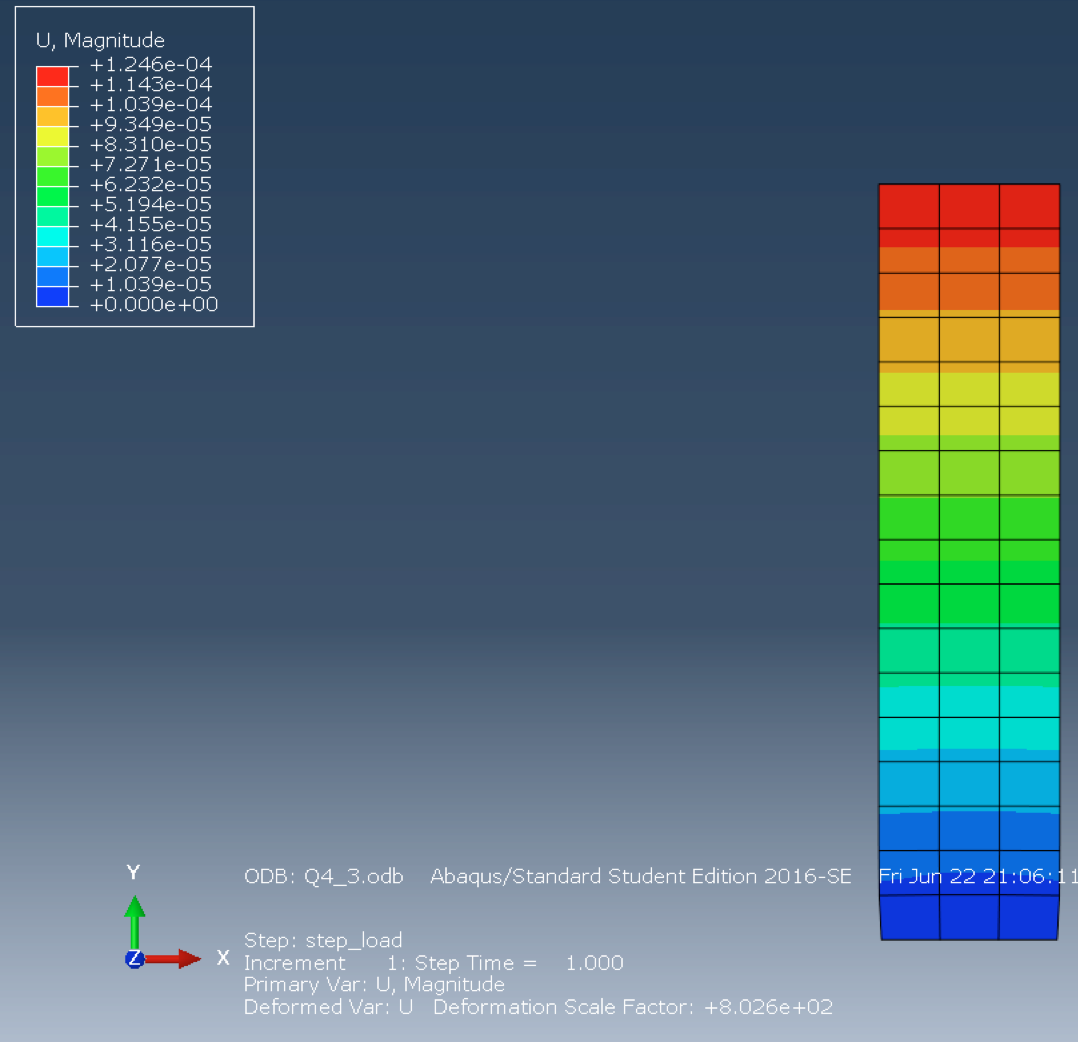 U, Magnitude
+1.246e-04
+1.143e-04
+1.039e-04
+9.349e-05
+8.310e-05
+7.271e-05
+6.232e-05
+5.194e-05
+4.155e-05
+3.116e-05
+2.077e-05
+1.039e-05
+0.000e+00
Y
Z
X
ODB: Q4_3.odb Abaqus/Standard Student Edition 2016-SE Fri Jun 22 21:06:11
Step: step_load
Increment 1: Step Time = 1.000
Primary Var: U, Magnitude
Deformed Var: U Deformation Scale Factor: +8.026e+02